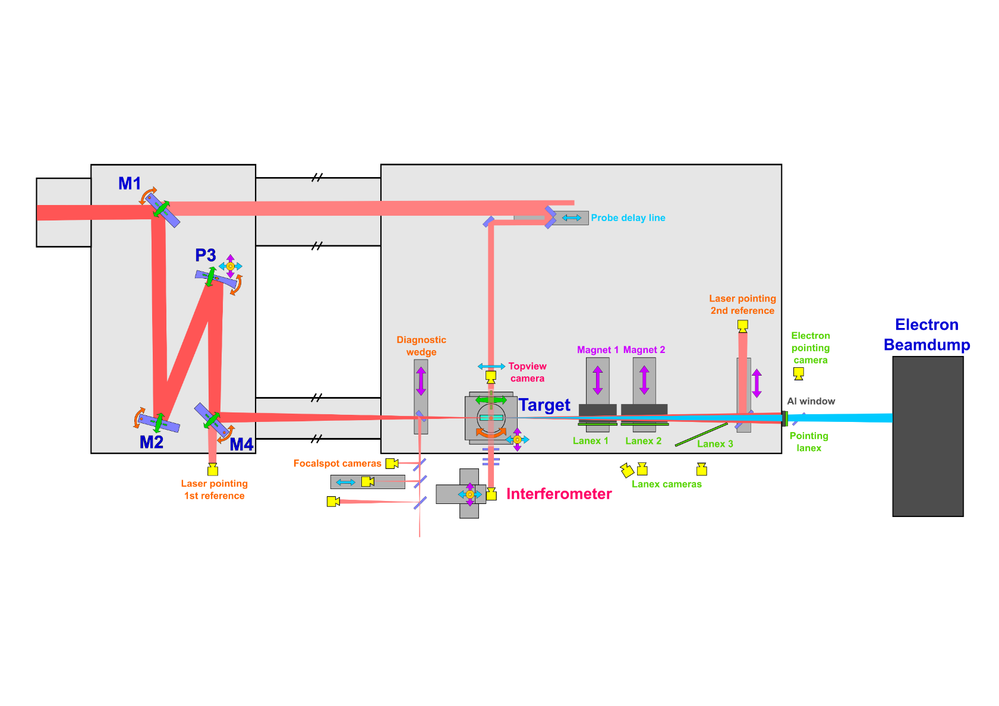 M1
P3
M2
M4
Laser pointing
1st reference
Probe delay line
Diagnostic
wedge
Topview
camera
Target
Focalspot cameras
Interferometer
Magnet 1
Magnet 2
Lanex 1
Lanex 2
Lanex 3
Lanex cameras
Laser pointing
2nd reference
Electron
pointing
camera
Al window
Pointing
lanex
Electron
Beamdump